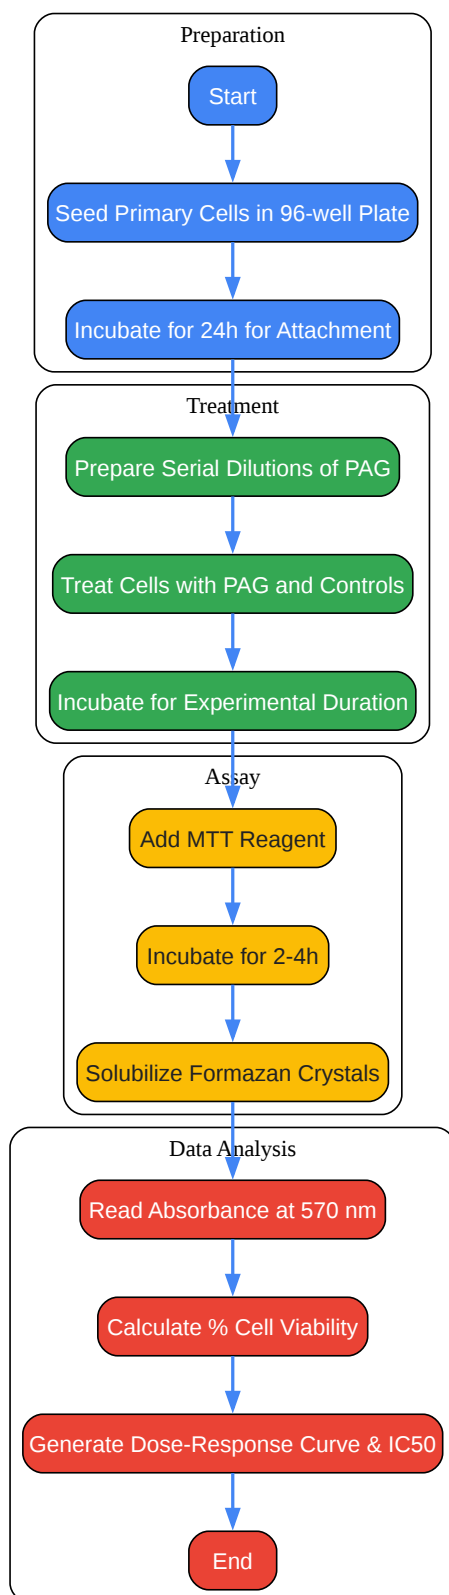 Preparation
Start
Seed Primary Cells in 96-well Plate
Incubate for 24h for Attachment
Treatment
Prepare Serial Dilutions of PAG
Treat Cells with PAG and Controls
Incubate for Experimental Duration
Assay
Add MTT Reagent
Incubate for 2-4h
Solubilize Formazan Crystals
Data Analysis
Read Absorbance at 570 nm
Calculate % Cell Viability
Generate Dose-Response Curve & IC50
End